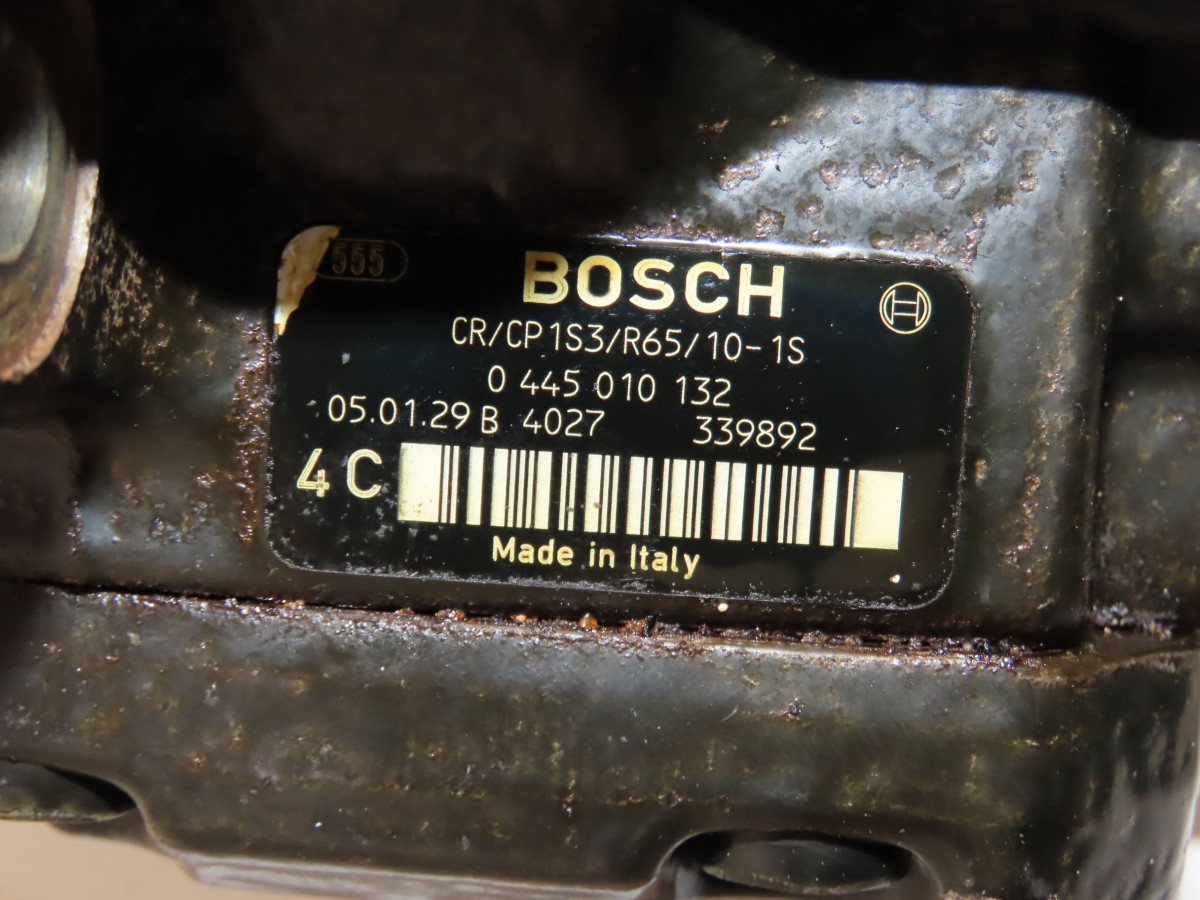 555
BOSCH
CR/CP1S3/R65/10-1S
0 445 010 132
05.01.29 B 4027 339892
4C
Made in Italy